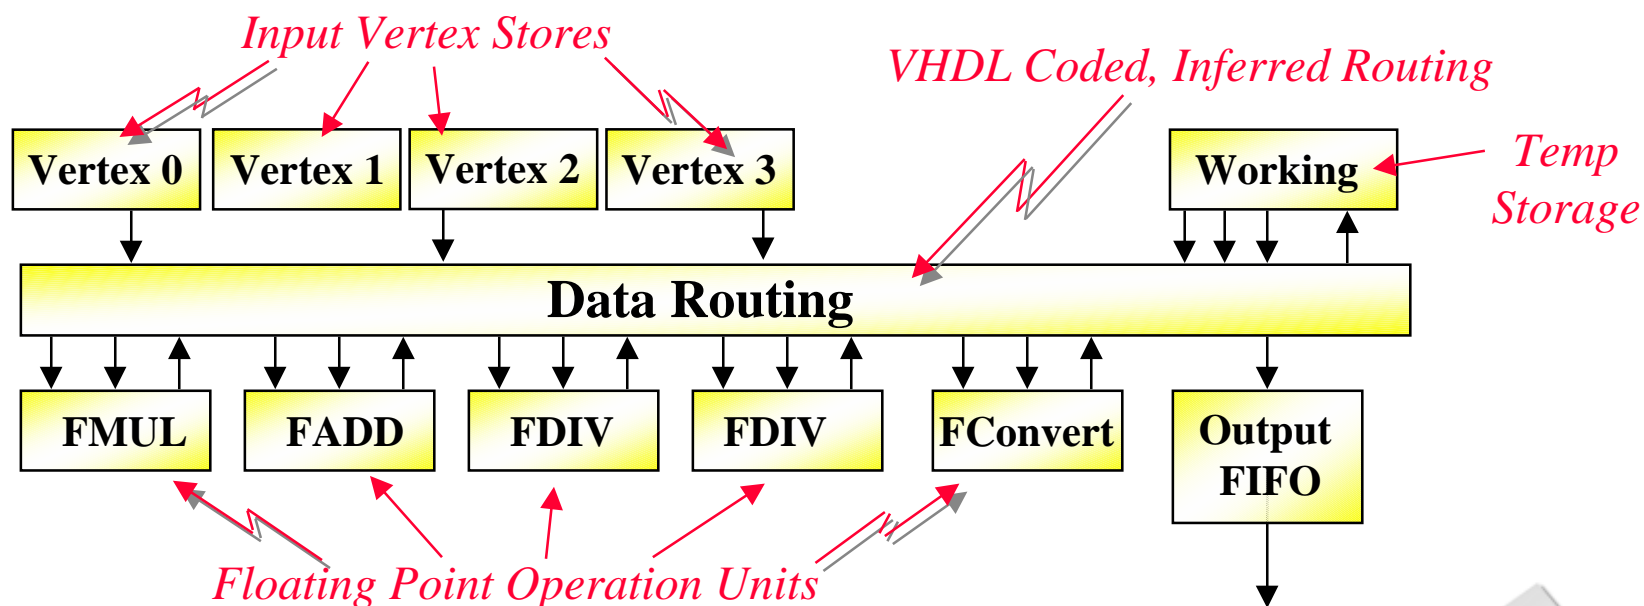 Input Vertex Stores
VHDL Coded, Inferred Routing
Vertex 0
Vertex 1
Vertex 2
Vertex 3
Working
Temp
Storage
Data Routing
FMUL
FADD
FDIV
FDIV
FConvert
Output
FIFO
Floating Point Operation Units